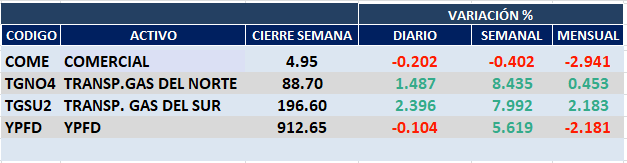 VARIACIÓN %
CODIGO ACTIVO CIERRE SEMANA DIARIO SEMANAL MENSUAL
COME COMERCIAL 4.95 -0.202 -0.402 -2.941
TGNO4 TRANSP.GAS DEL NORTE 88.70 1.487 8.435 0.453
TGSU2 TRANSP. GAS DEL SUR 196.60 2.396 7.992 2.183
YPFD YPFD 912.65 -0.104 5.619 -2.181